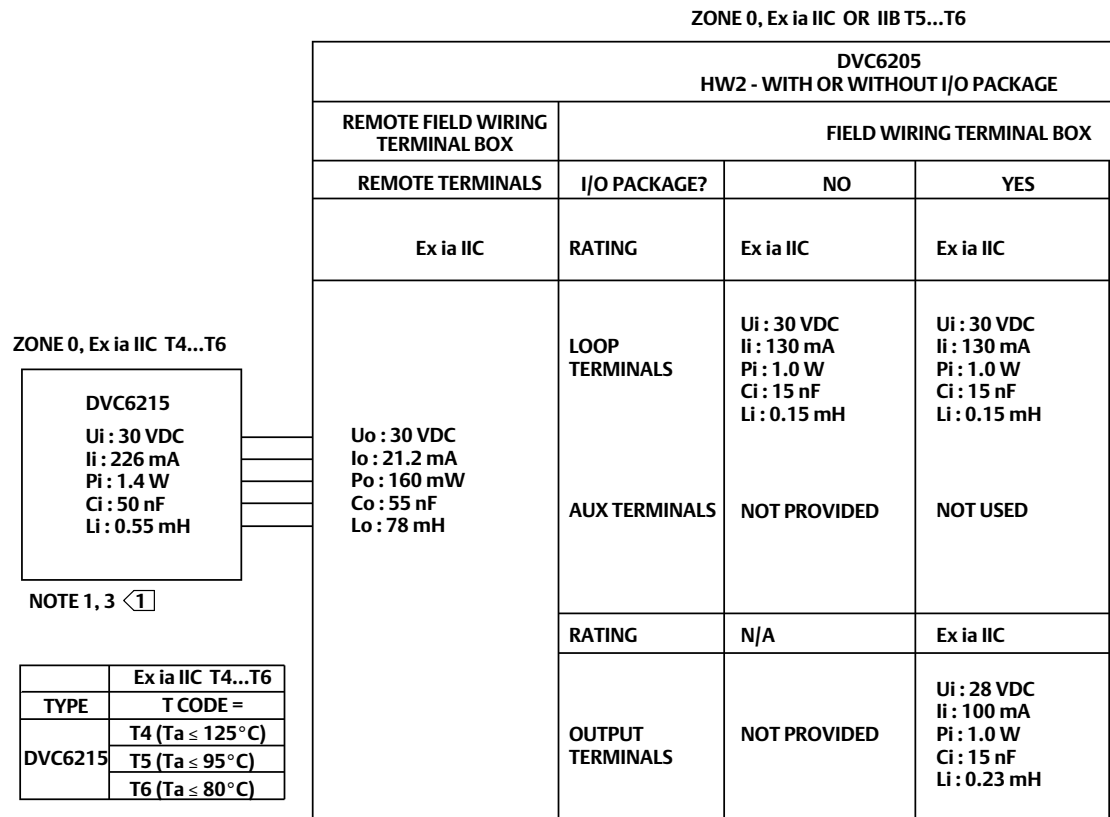 ZONE 0, Ex ia IIC OR IIB T5...T6
DVC6205
HW2 - WITH OR WITHOUT I/O PACKAGE
REMOTE FIELD WIRING
TERMINAL BOX
FIELD WIRING TERMINAL BOX
REMOTE TERMINALS
I/O PACKAGE?
NO
YES
Ex ia IIC
RATING
Ex ia IIC
Ex ia IIC
ZONE 0, Ex ia IIC T4...T6
DVC6215
Ui : 30 VDC
Ii : 226 mA
Pi : 1.4 W
Ci : 50 nF
Li : 0.55 mH
NOTE 1, 3 1
Uo : 30 VDC
Io : 21.2 mA
Po : 160 mW
Co : 55 nF
Lo : 78 mH
LOOP
TERMINALS
Ui : 30 VDC
Ii : 130 mA
Pi : 1.0 W
Ci : 15 nF
Li : 0.15 mH
Ui : 30 VDC
Ii : 130 mA
Pi : 1.0 W
Ci : 15 nF
Li : 0.15 mH
AUX TERMINALS
NOT PROVIDED
NOT USED
RATING
N/A
Ex ia IIC
OUTPUT
TERMINALS
NOT PROVIDED
Ui : 28 VDC
Ii : 100 mA
Pi : 1.0 W
Ci : 15 nF
Li : 0.23 mH
Ex ia IIC T4...T6
TYPE
T CODE =
DVC6215
T4 (Ta ≤ 125°C)
T5 (Ta ≤ 95°C)
T6 (Ta ≤ 80°C)